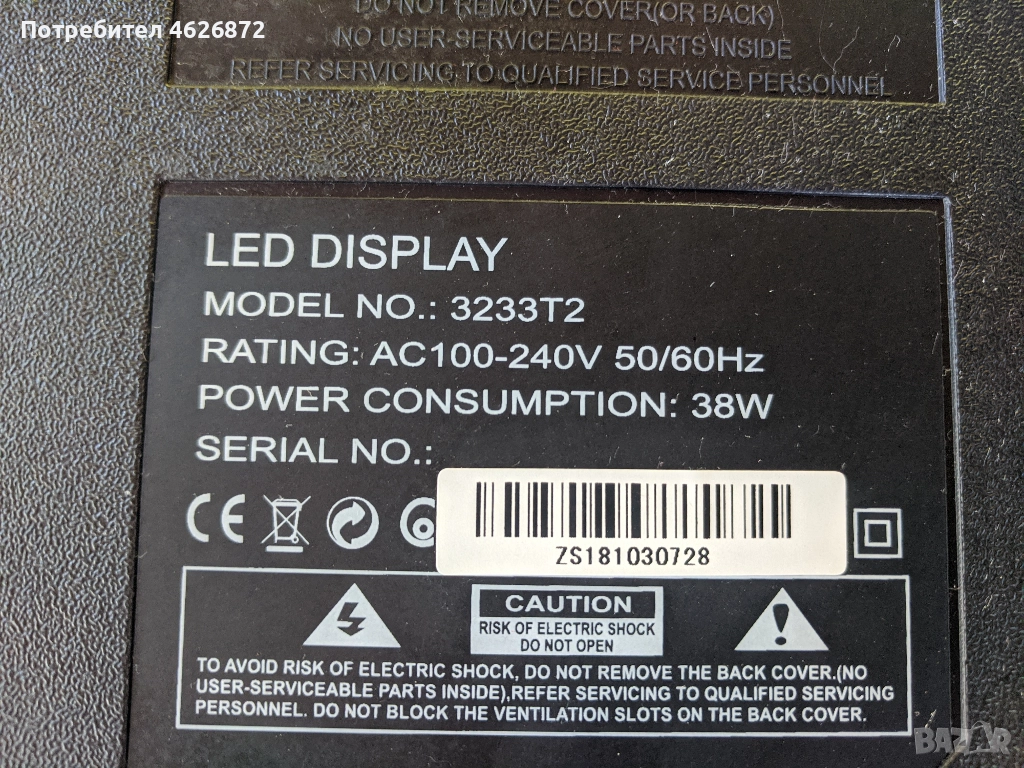 Потребител 4626872
DO NOT REMOVE COVER(OR BACK)
NO USER-SERVICEABLE PARTS INSIDE
REFER SERVICING TO QUALIFIED SERVICE PERSONNEL
LED DISPLAY
MODEL NO.: 3233T2
RATING: AC100-240V 50/60Hz
POWER CONSUMPTION: 38W
SERIAL NO.:
CE
ZS181030728
CAUTION
RISK OF ELECTRIC SHOCK
DO NOT OPEN
TO AVOID RISK OF ELECTRIC SHOCK, DO NOT REMOVE THE BACK COVER.(NO
USER-SERVICEABLE PARTS INSIDE),REFER SERVICING TO QUALIFIED SERVICING
PERSONNEL. DO NOT BLOCK THE VENTILATION SLOTS ON THE BACK COVER.
BAZAR